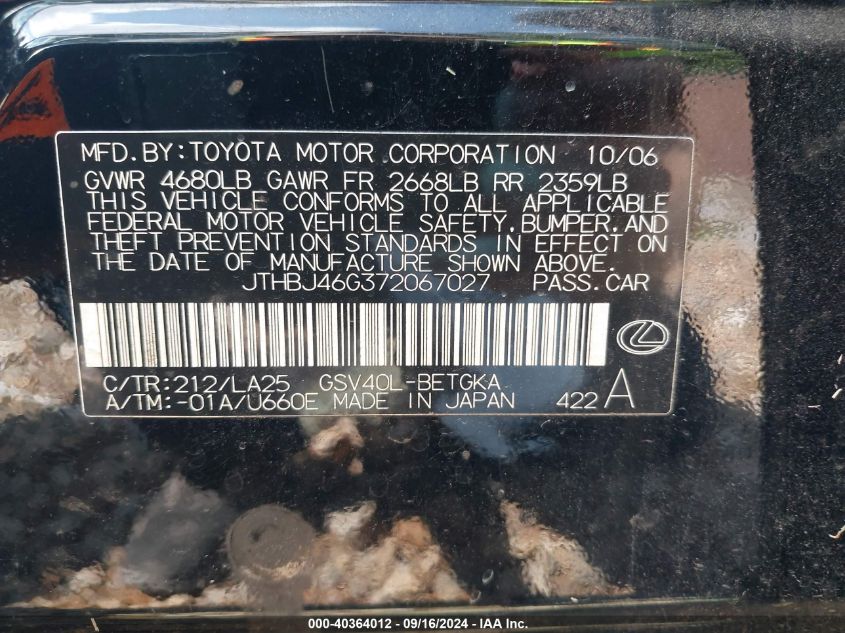 MFD.BY:TOYOTA MOTOR CORPORATION 10/06
GVWR 4680LB GAWR FR 2668LB RR 2359LB
THIS VEHICLE CONFORMS TO ALL APPLICABLE
FEDERAL MOTOR VEHICLE SAFETY,BUMPER,AND
THEFT PREVENTION STANDARDS IN EFFECT ON
THE DATE OF MANUFACTURE SHOWN ABOVE.
JTHBJ46G372067027 PASS.CAR
C/TR:212/LA25 GSV40L-BETGKA
A/TM:-01A/U660E MADE IN JAPAN 422 A
000-40364012 - 09/16/2024 - IAA Inc.